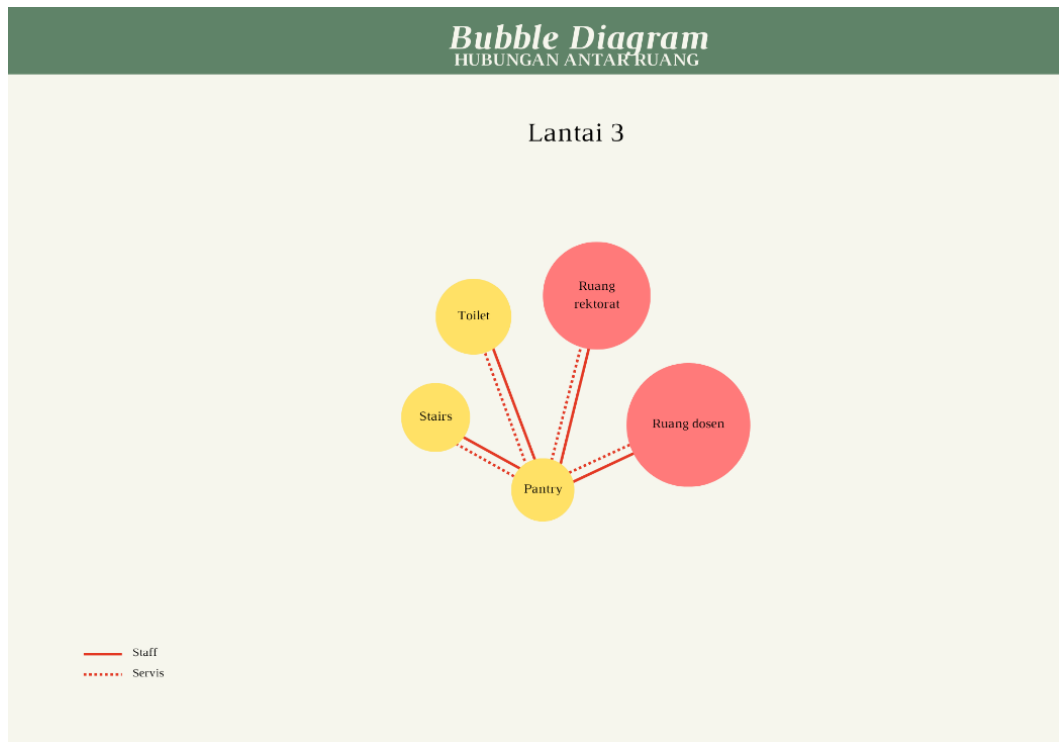 Bubble Diagram
HUBUNGAN ANTAR RUANG
Lantai 3
Ruang
rektorat
Toilet
Stairs
Ruang dosen
Pantry
Staff
Servis